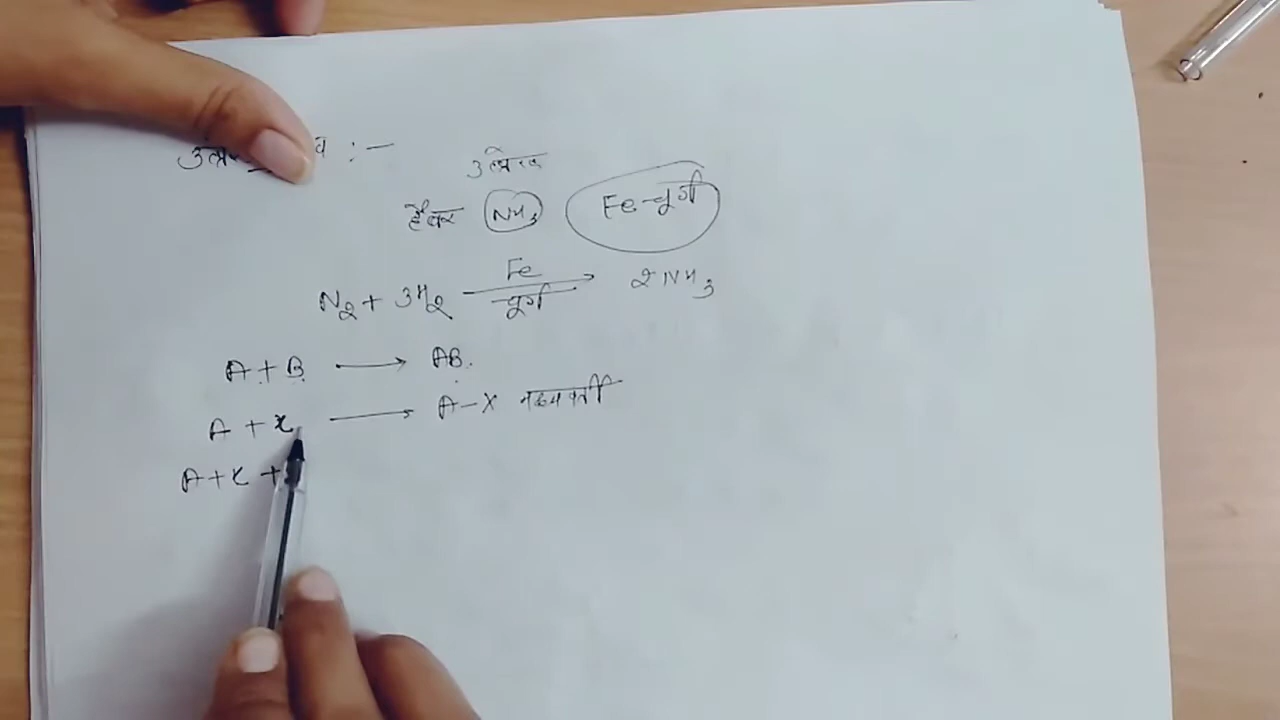 :-
उत्प्रेरक
हैबर NH3 Fe-चूर्ण
N2 + 3H2 Fe चूर्ण → 2NH3
A + B → AB.
A + x → A-X मध्यवर्ती
A + x +